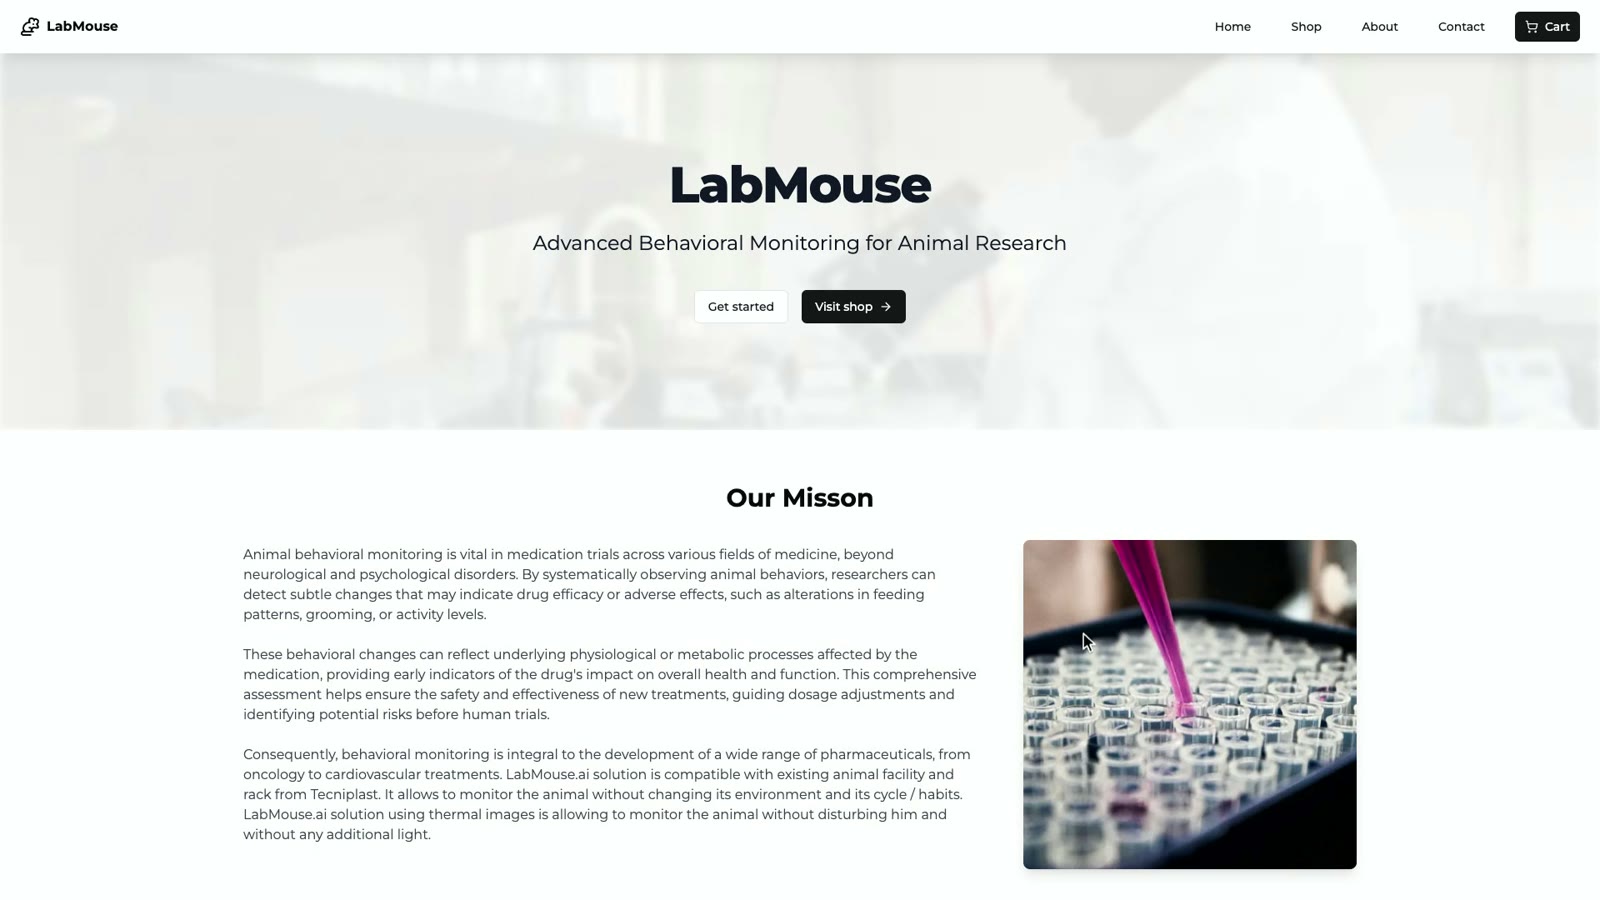 LabMouse
Home
Shop
About
Contact
Cart
LabMouse
Advanced Behavioral Monitoring for Animal Research
Get started
Visit shop
Our Misson
Animal behavioral monitoring is vital in medication trials across various fields of medicine, beyond
neurological and psychological disorders. By systematically observing animal behaviors, researchers can
detect subtle changes that may indicate drug efficacy or adverse effects, such as alterations in feeding
patterns, grooming, or activity levels.
These behavioral changes can reflect underlying physiological or metabolic processes affected by the
medication, providing early indicators of the drug's impact on overall health and function. This comprehensive
assessment helps ensure the safety and effectiveness of new treatments, guiding dosage adjustments and
identifying potential risks before human trials.
Consequently, behavioral monitoring is integral to the development of a wide range of pharmaceuticals, from
oncology to cardiovascular treatments. LabMouse.ai solution is compatible with existing animal facility and
rack from Tecniplast. It allows to monitor the animal without changing its environment and its cycle / habits.
LabMouse.ai solution using thermal images is allowing to monitor the animal without disturbing him and
without any additional light.